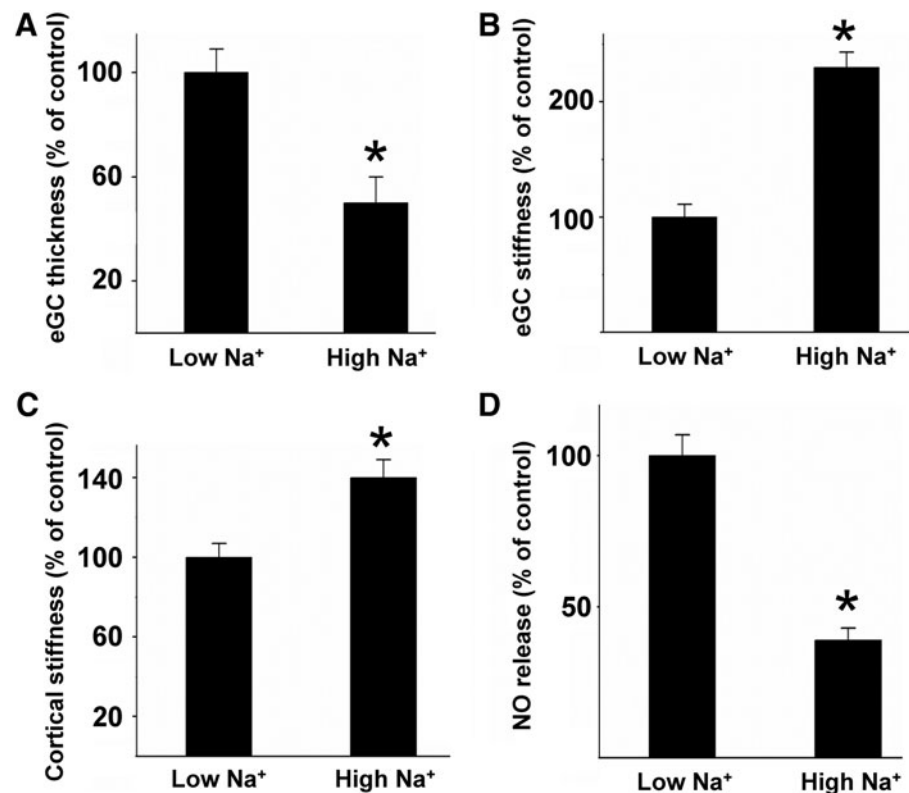 A
eGC thickness (% of control)
100
60
20
*
Low Na⁺
High Na⁺
B
eGC stiffness (% of control)
200
100
*
Low Na⁺
High Na⁺
C
Cortical stiffness (% of control)
140
100
60
20
*
Low Na⁺
High Na⁺
D
NO release (% of control)
100
50
*
Low Na⁺
High Na⁺